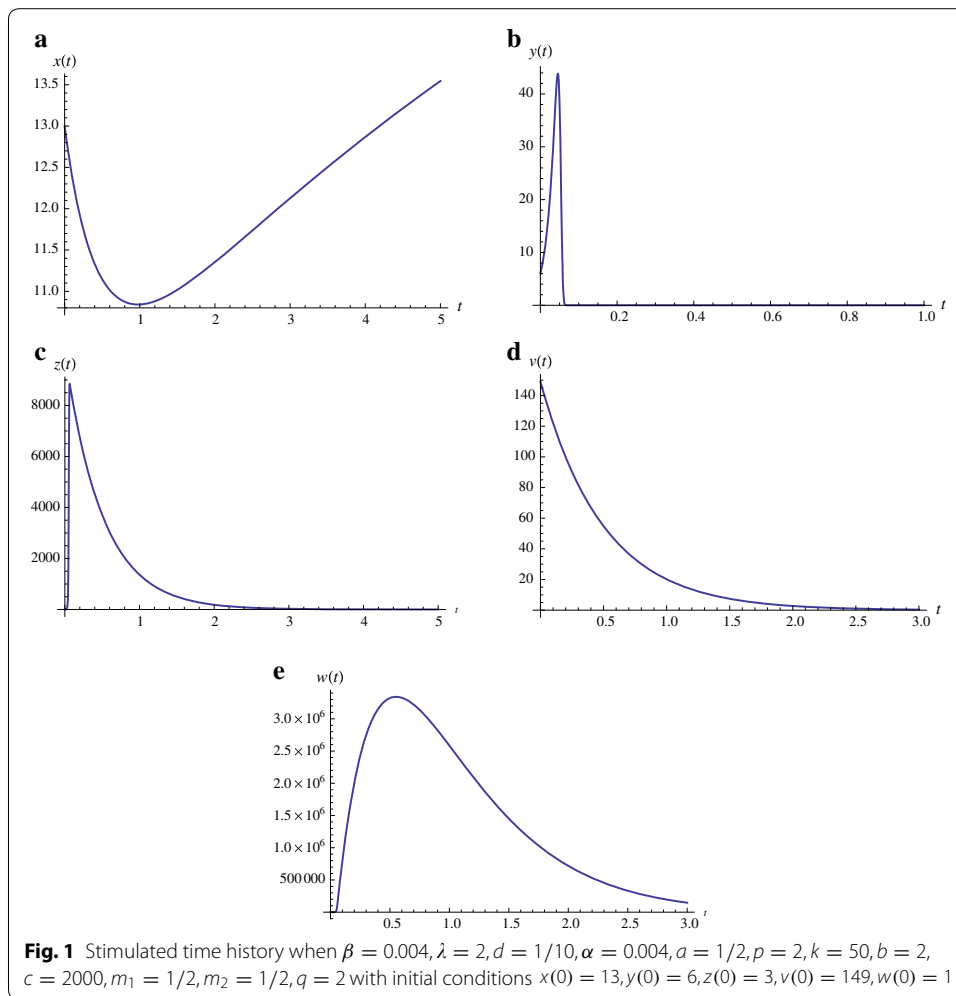 a
x(t)
13.5
13.0
12.5
12.0
11.5
11.0
1 2 3 4 5 t
b
y(t)
40
30
20
10
0.2 0.4 0.6 0.8 1.0 t
c
z(t)
8000
6000
4000
2000
1 2 3 4 5 t
d
v(t)
140
120
100
80
60
40
20
0.5 1.0 1.5 2.0 2.5 3.0 t
e
w(t)
3.0 × 10⁶
2.5 × 10⁶
2.0 × 10⁶
1.5 × 10⁶
1.0 × 10⁶
500 000
0.5 1.0 1.5 2.0 2.5 3.0 t
Fig. 1 Stimulated time history when β = 0.004, λ = 2, d = 1/10, α = 0.004, a = 1/2, p = 2, k = 50, b = 2,
c = 2000, m₁ = 1/2, m₂ = 1/2, q = 2 with initial conditions x(0) = 13, y(0) = 6, z(0) = 3, v(0) = 149, w(0) = 1